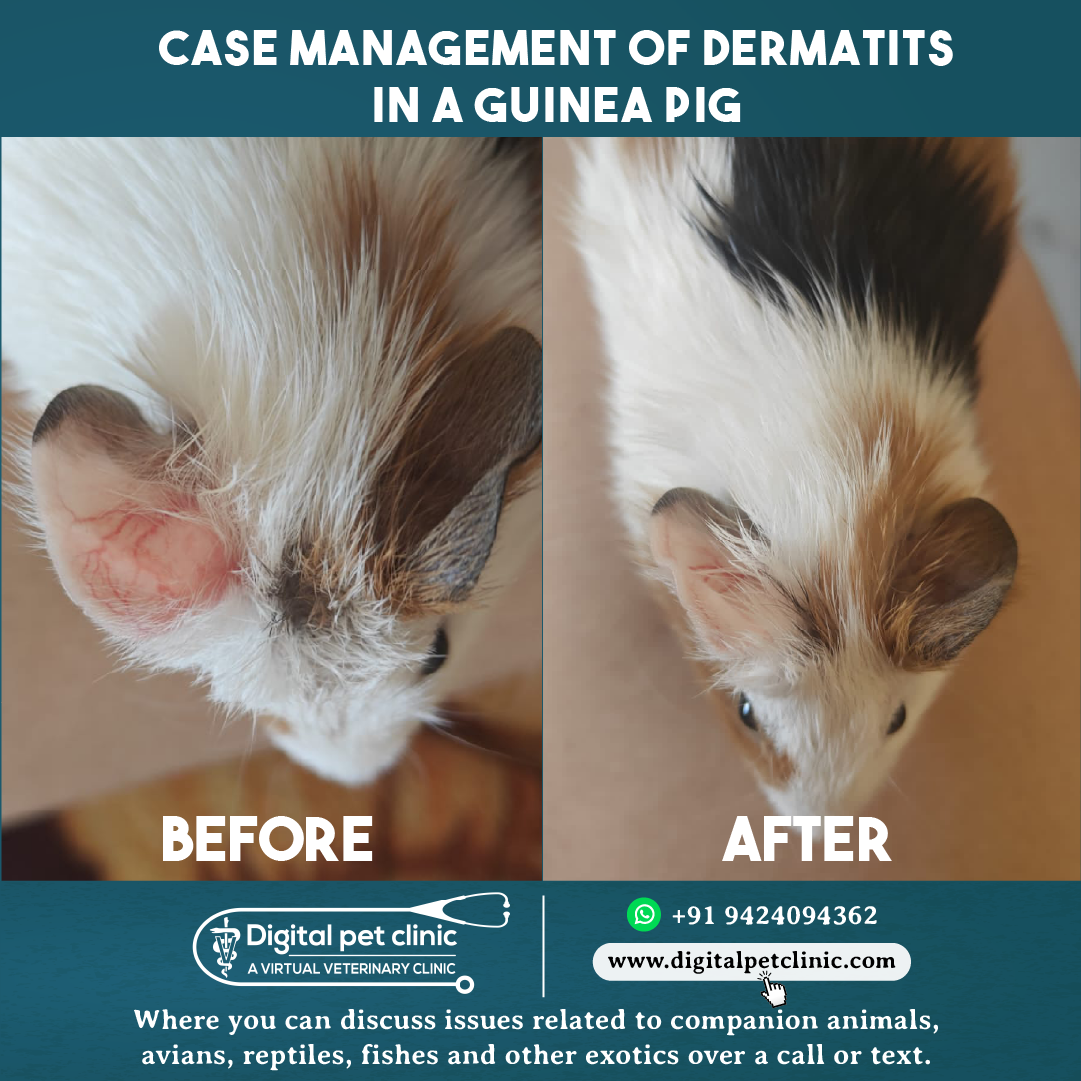 CASE MANAGEMENT OF DERMATITS
IN A GUINEA PIG
BEFORE
AFTER
Digital pet clinic
A VIRTUAL VETERINARY CLINIC
+91 9424094362
www.digitalpetclinic.com
Where you can discuss issues related to companion animals,
avians, reptiles, fishes and other exotics over a call or text.